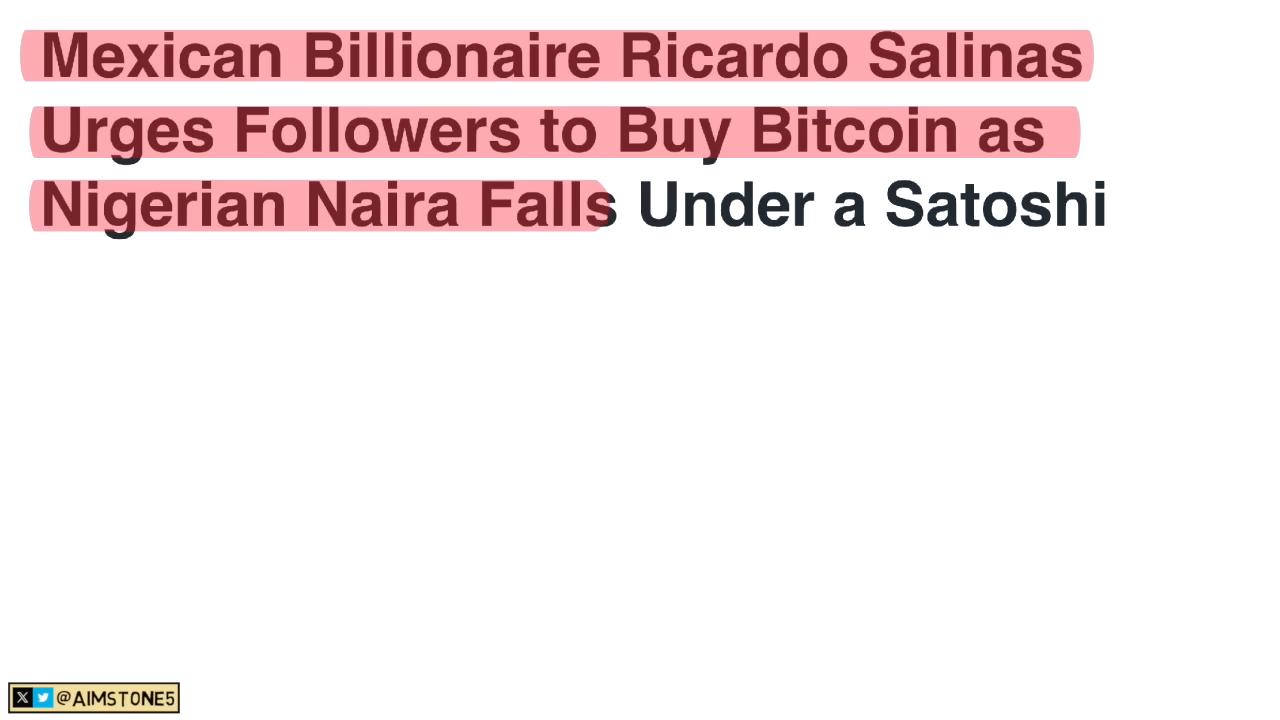 Mexican Billionaire Ricardo Salinas
Urges Followers to Buy Bitcoin as
Nigerian Naira Falls Under a Satoshi
@AIMSTONE5